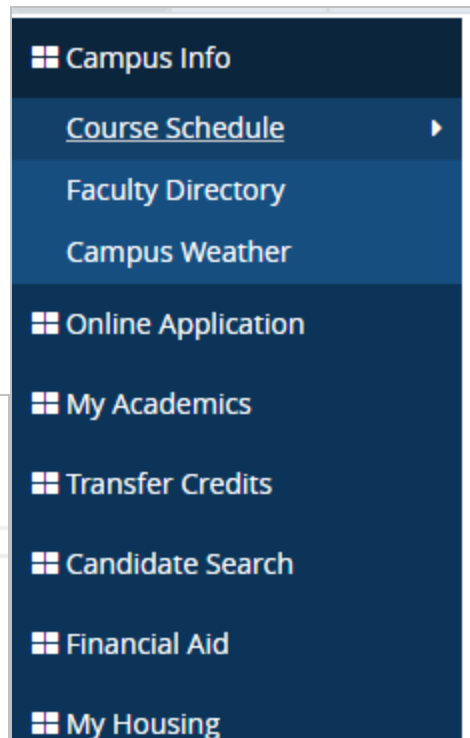 Campus Info
Course Schedule
Faculty Directory
Campus Weather
Online Application
My Academics
Transfer Credits
Candidate Search
Financial Aid
My Housing